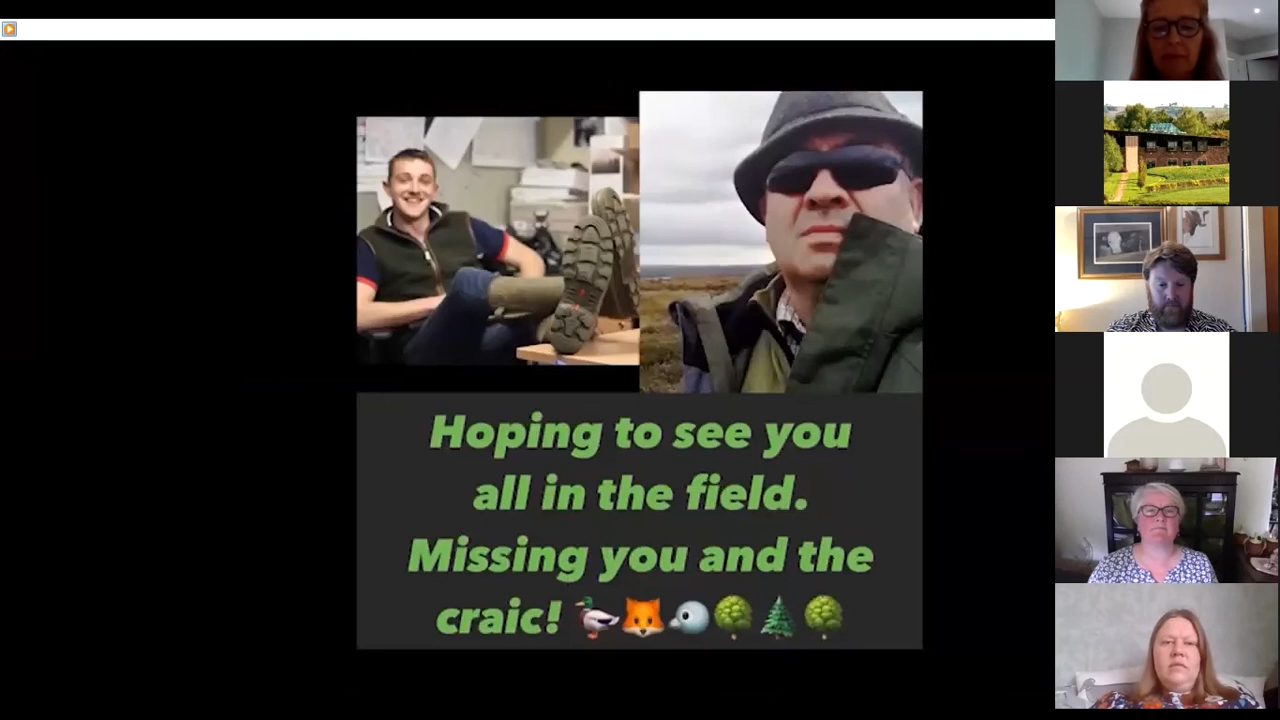 Hoping to see you
all in the field.
Missing you and the
craic! 🦆🦊🐦🌳🌲🌳